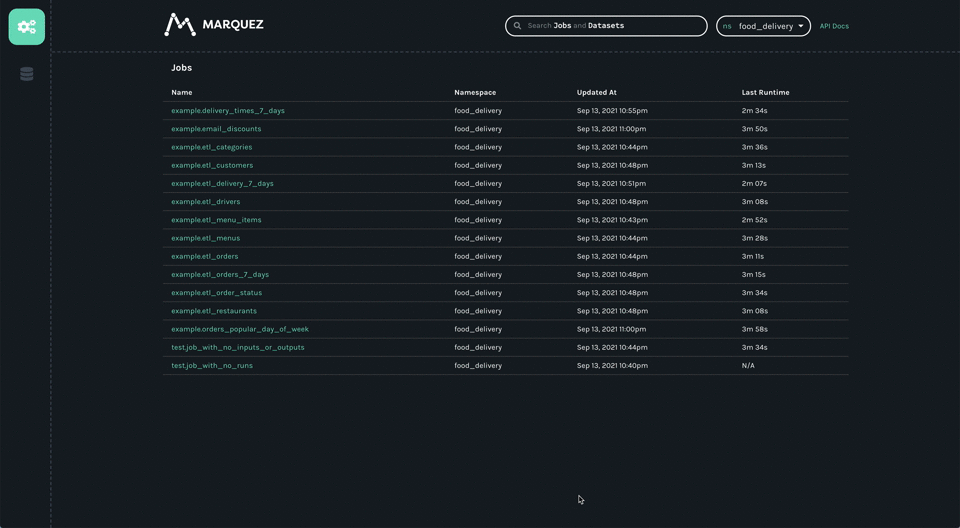 MARQUEZ
Search Jobs and Datasets
ns food_delivery
API Docs
Jobs
Name Namespace Updated At Last Runtime
example.delivery_times_7_days food_delivery Sep 13, 2021 10:55pm 2m 34s
example.email_discounts food_delivery Sep 13, 2021 11:00pm 3m 50s
example.etl_categories food_delivery Sep 13, 2021 10:44pm 3m 36s
example.etl_customers food_delivery Sep 13, 2021 10:48pm 3m 13s
example.etl_delivery_7_days food_delivery Sep 13, 2021 10:51pm 2m 07s
example.etl_drivers food_delivery Sep 13, 2021 10:48pm 3m 08s
example.etl_menu_items food_delivery Sep 13, 2021 10:43pm 2m 52s
example.etl_menus food_delivery Sep 13, 2021 10:44pm 3m 28s
example.etl_orders food_delivery Sep 13, 2021 10:44pm 3m 11s
example.etl_orders_7_days food_delivery Sep 13, 2021 10:48pm 3m 15s
example.etl_order_status food_delivery Sep 13, 2021 10:48pm 3m 34s
example.etl_restaurants food_delivery Sep 13, 2021 10:48pm 3m 08s
example.orders_popular_day_of_week food_delivery Sep 13, 2021 11:00pm 3m 58s
test.job_with_no_inputs_or_outputs food_delivery Sep 13, 2021 10:44pm 3m 34s
test.job_with_no_runs food_delivery Sep 13, 2021 10:40pm N/A